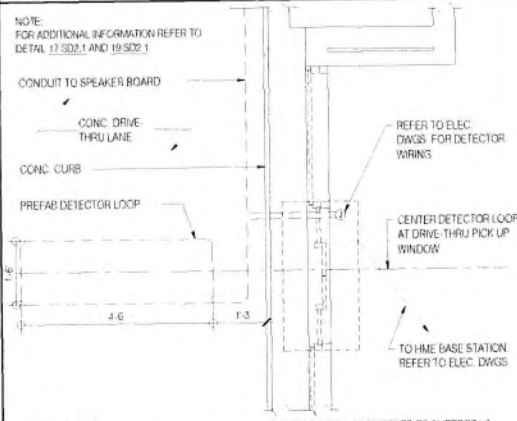 NOTE:
FOR ADDITIONAL INFORMATION REFER TO
DETAIL 17 SD2.1 AND 19 SD2.1
CONDUIT TO SPEAKER BOARD
CONC. DRIVE-
THRU LANE
CONC. CURB
PREFAB DETECTOR LOOP
REFER TO ELEC.
DWGS. FOR DETECTOR
WIRING
CENTER DETECTOR LOOP
AT DRIVE-THRU PICK UP
WINDOW
1'-6
4'-6
1'-3
TO HME BASE STATION.
REFER TO ELEC. DWGS